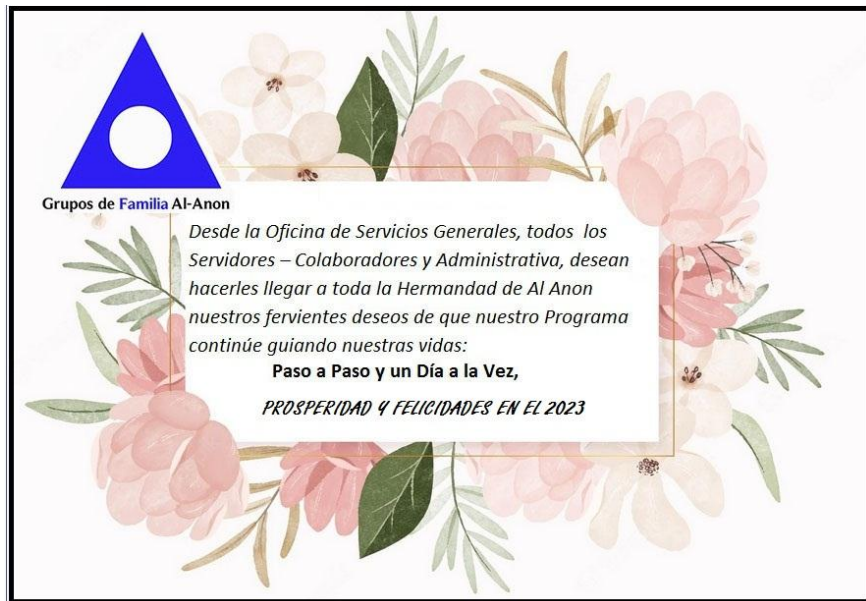 Grupos de Familia Al-Anon
Desde la Oficina de Servicios Generales, todos los
Servidores – Colaboradores y Administrativa, desean
hacerles llegar a toda la Hermandad de Al Anon
nuestros fervientes deseos de que nuestro Programa
continúe guiando nuestras vidas:
Paso a Paso y un Día a la Vez,
PROSPERIDAD Y FELICIDADES EN EL 2023